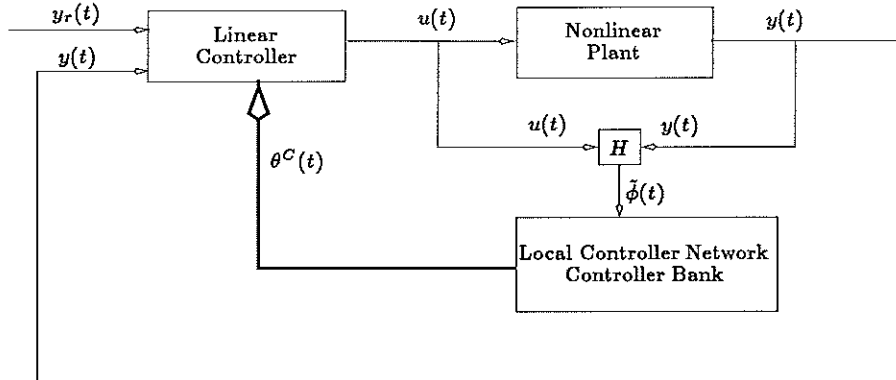 y_r(t)
y(t)
Linear
Controller
u(t)
Nonlinear
Plant
y(t)
u(t)
H
y(t)
θ^C(t)
φ̃(t)
Local Controller Network
Controller Bank